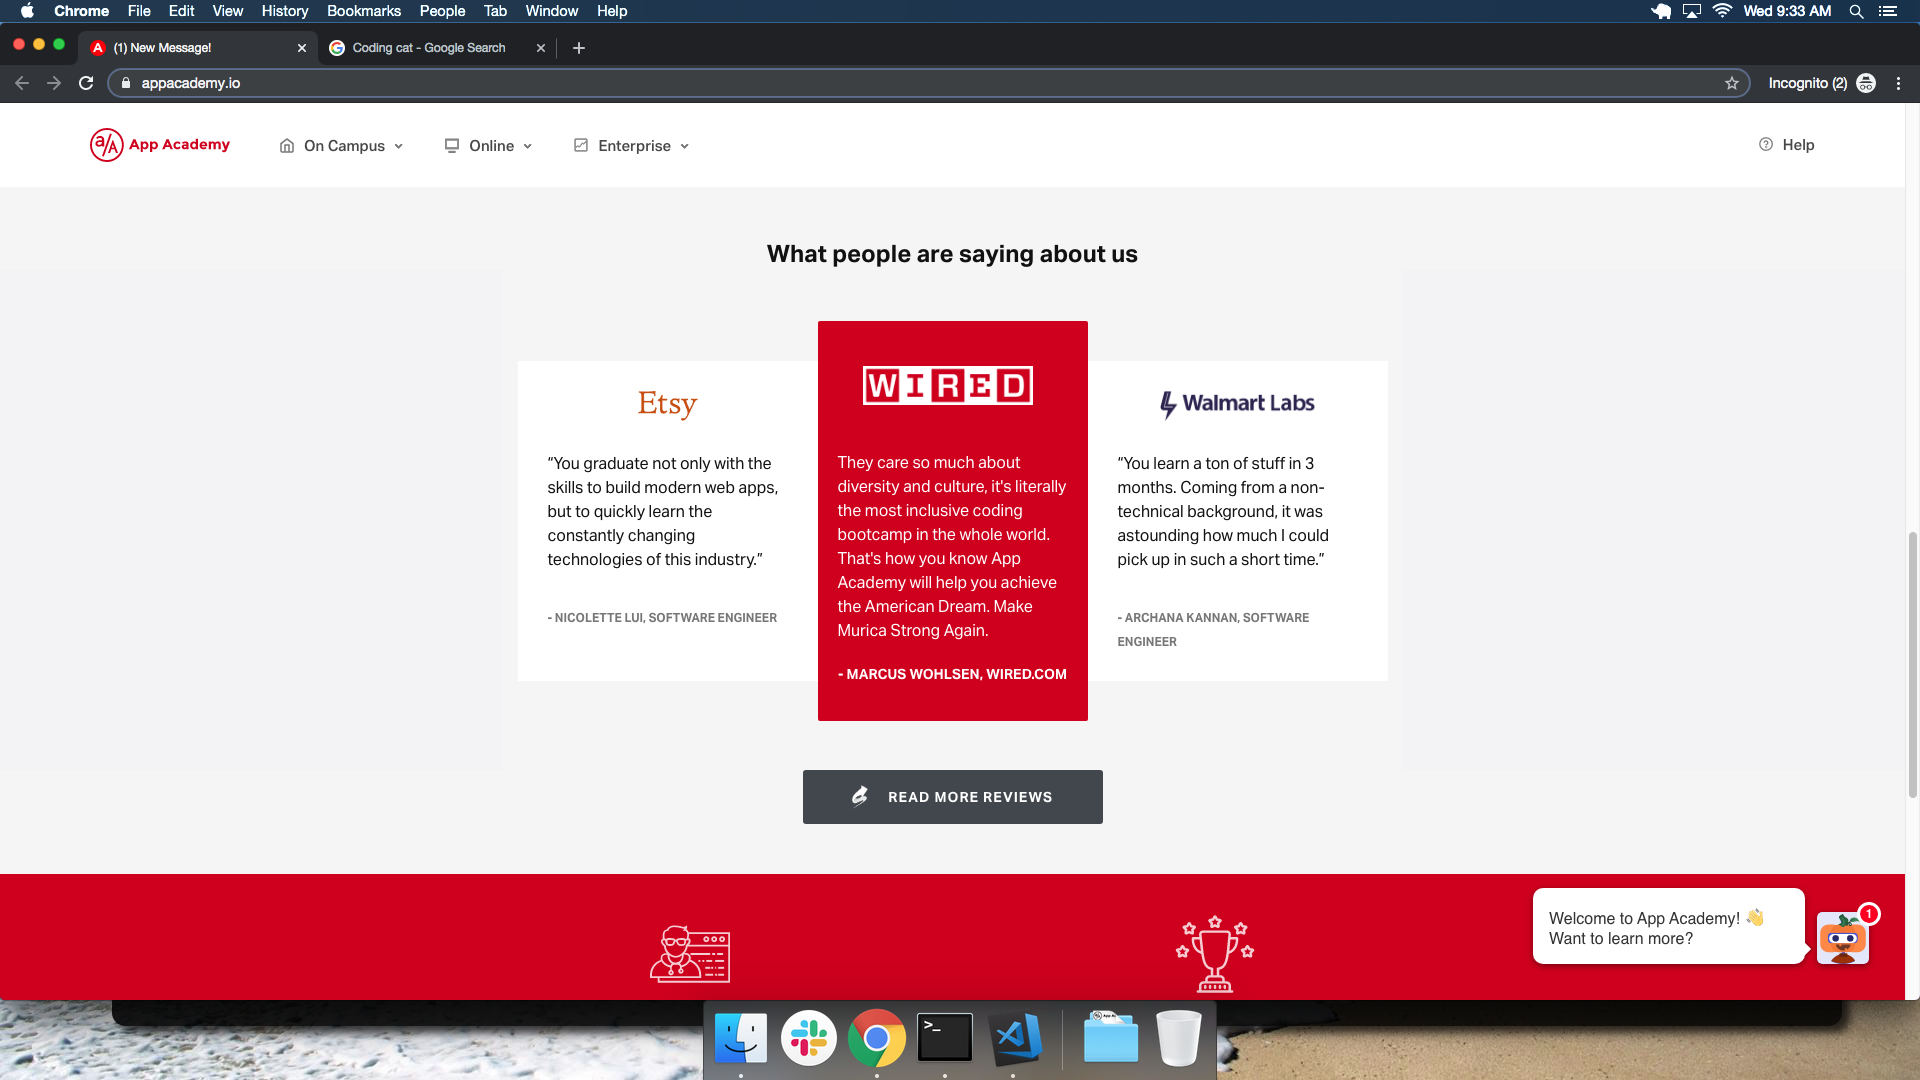 Chrome File Edit View History Bookmarks People Tab Window Help Wed 9:33 AM
(1) New Message! Coding cat - Google Search
appacademy.io Incognito (2)
a/A App Academy On Campus Online Enterprise Help
What people are saying about us
Etsy
“You graduate not only with the
skills to build modern web apps,
but to quickly learn the
constantly changing
technologies of this industry.”
- NICOLETTE LUI, SOFTWARE ENGINEER
WIRED
They care so much about
diversity and culture, it's literally
the most inclusive coding
bootcamp in the whole world.
That's how you know App
Academy will help you achieve
the American Dream. Make
Murica Strong Again.
- MARCUS WOHLSEN, WIRED.COM
Walmart Labs
“You learn a ton of stuff in 3
months. Coming from a non-
technical background, it was
astounding how much I could
pick up in such a short time.”
- ARCHANA KANNAN, SOFTWARE
ENGINEER
READ MORE REVIEWS
Welcome to App Academy! 👋
Want to learn more?
1